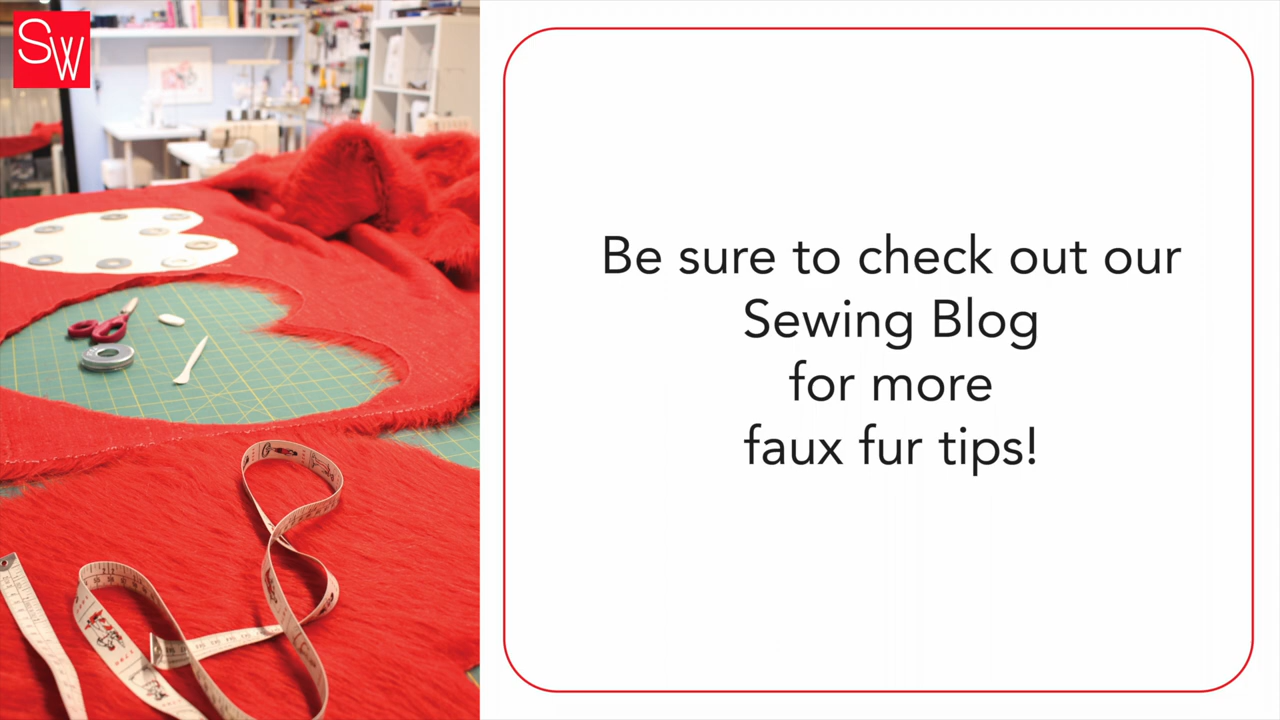 SW
Be sure to check out our
Sewing Blog
for more
faux fur tips!